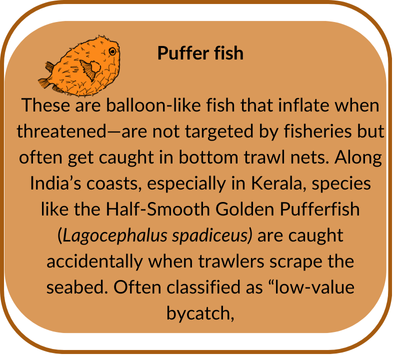 Puffer fish
These are balloon-like fish that inflate when
threatened—are not targeted by fisheries but
often get caught in bottom trawl nets. Along
India’s coasts, especially in Kerala, species
like the Half-Smooth Golden Pufferfish
(Lagocephalus spadiceus) are caught
accidentally when trawlers scrape the
seabed. Often classified as “low-value
bycatch,